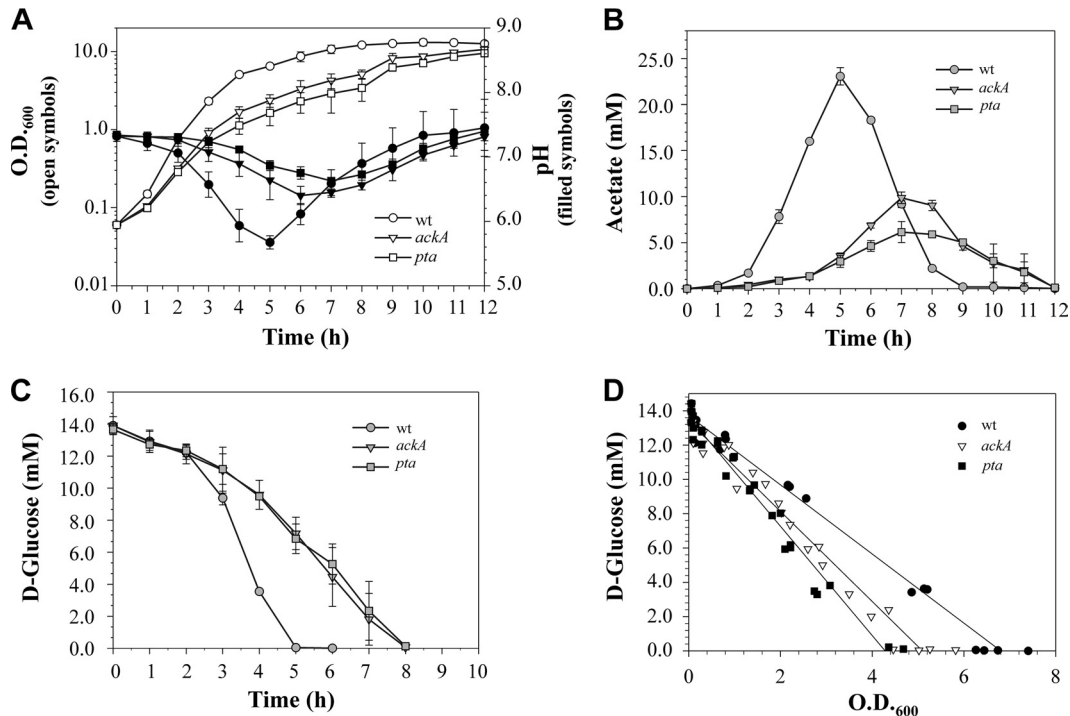 A
O.D.600
(open symbols)
10.0
1.0
0.1
0.01
9.0
8.0
7.0
6.0
5.0
pH
(filled symbols)
wt
ackA
pta
0 1 2 3 4 5 6 7 8 9 10 11 12
Time (h)
B
Acetate (mM)
30.0
25.0
20.0
15.0
10.0
5.0
0.0
wt
ackA
pta
0 1 2 3 4 5 6 7 8 9 10 11 12
Time (h)
C
D-Glucose (mM)
16.0
14.0
12.0
10.0
8.0
6.0
4.0
2.0
0.0
wt
ackA
pta
0 1 2 3 4 5 6 7 8 9 10
Time (h)
D
D-Glucose (mM)
14.0
12.0
10.0
8.0
6.0
4.0
2.0
0.0
wt
ackA
pta
0 2 4 6 8
O.D.600